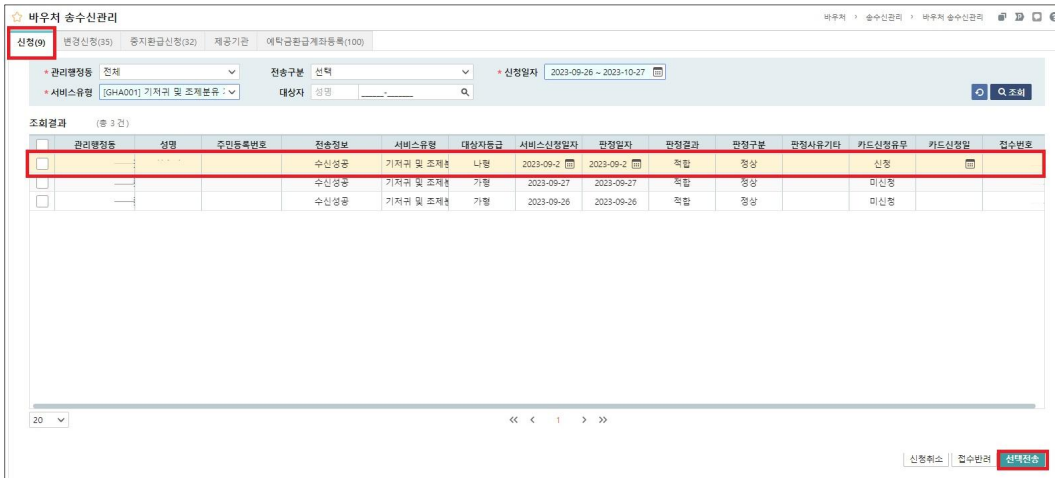 바우처 송수신관리
바우처 > 송수신관리 > 바우처 송수신관리
신청(9) 변경신청(35) 중지환급신청(32) 제공기관 예탁금환급계좌등록(100)
* 관리행정동 전체 전송구분 선택 * 신청일자 2023-09-26 ~ 2023-10-27
* 서비스유형 [GHA001] 기저귀 및 조제분유 대상자 성명 ______-______ 조회
조회결과 (총 3 건)
관리행정동 성명 주민등록번호 전송정보 서비스유형 대상자등급 서비스신청일자 판정일자 판정결과 판정구분 판정사유기타 카드신청유무 카드신청일 접수번호
수신성공 기저귀 및 조제분 나형 2023-09-2 2023-09-2 적합 정상 신청
수신성공 기저귀 및 조제분 가형 2023-09-27 2023-09-27 적합 정상 미신청
수신성공 기저귀 및 조제분 가형 2023-09-26 2023-09-26 적합 정상 미신청
20 << < 1 > >>
신청취소 접수반려 선택전송